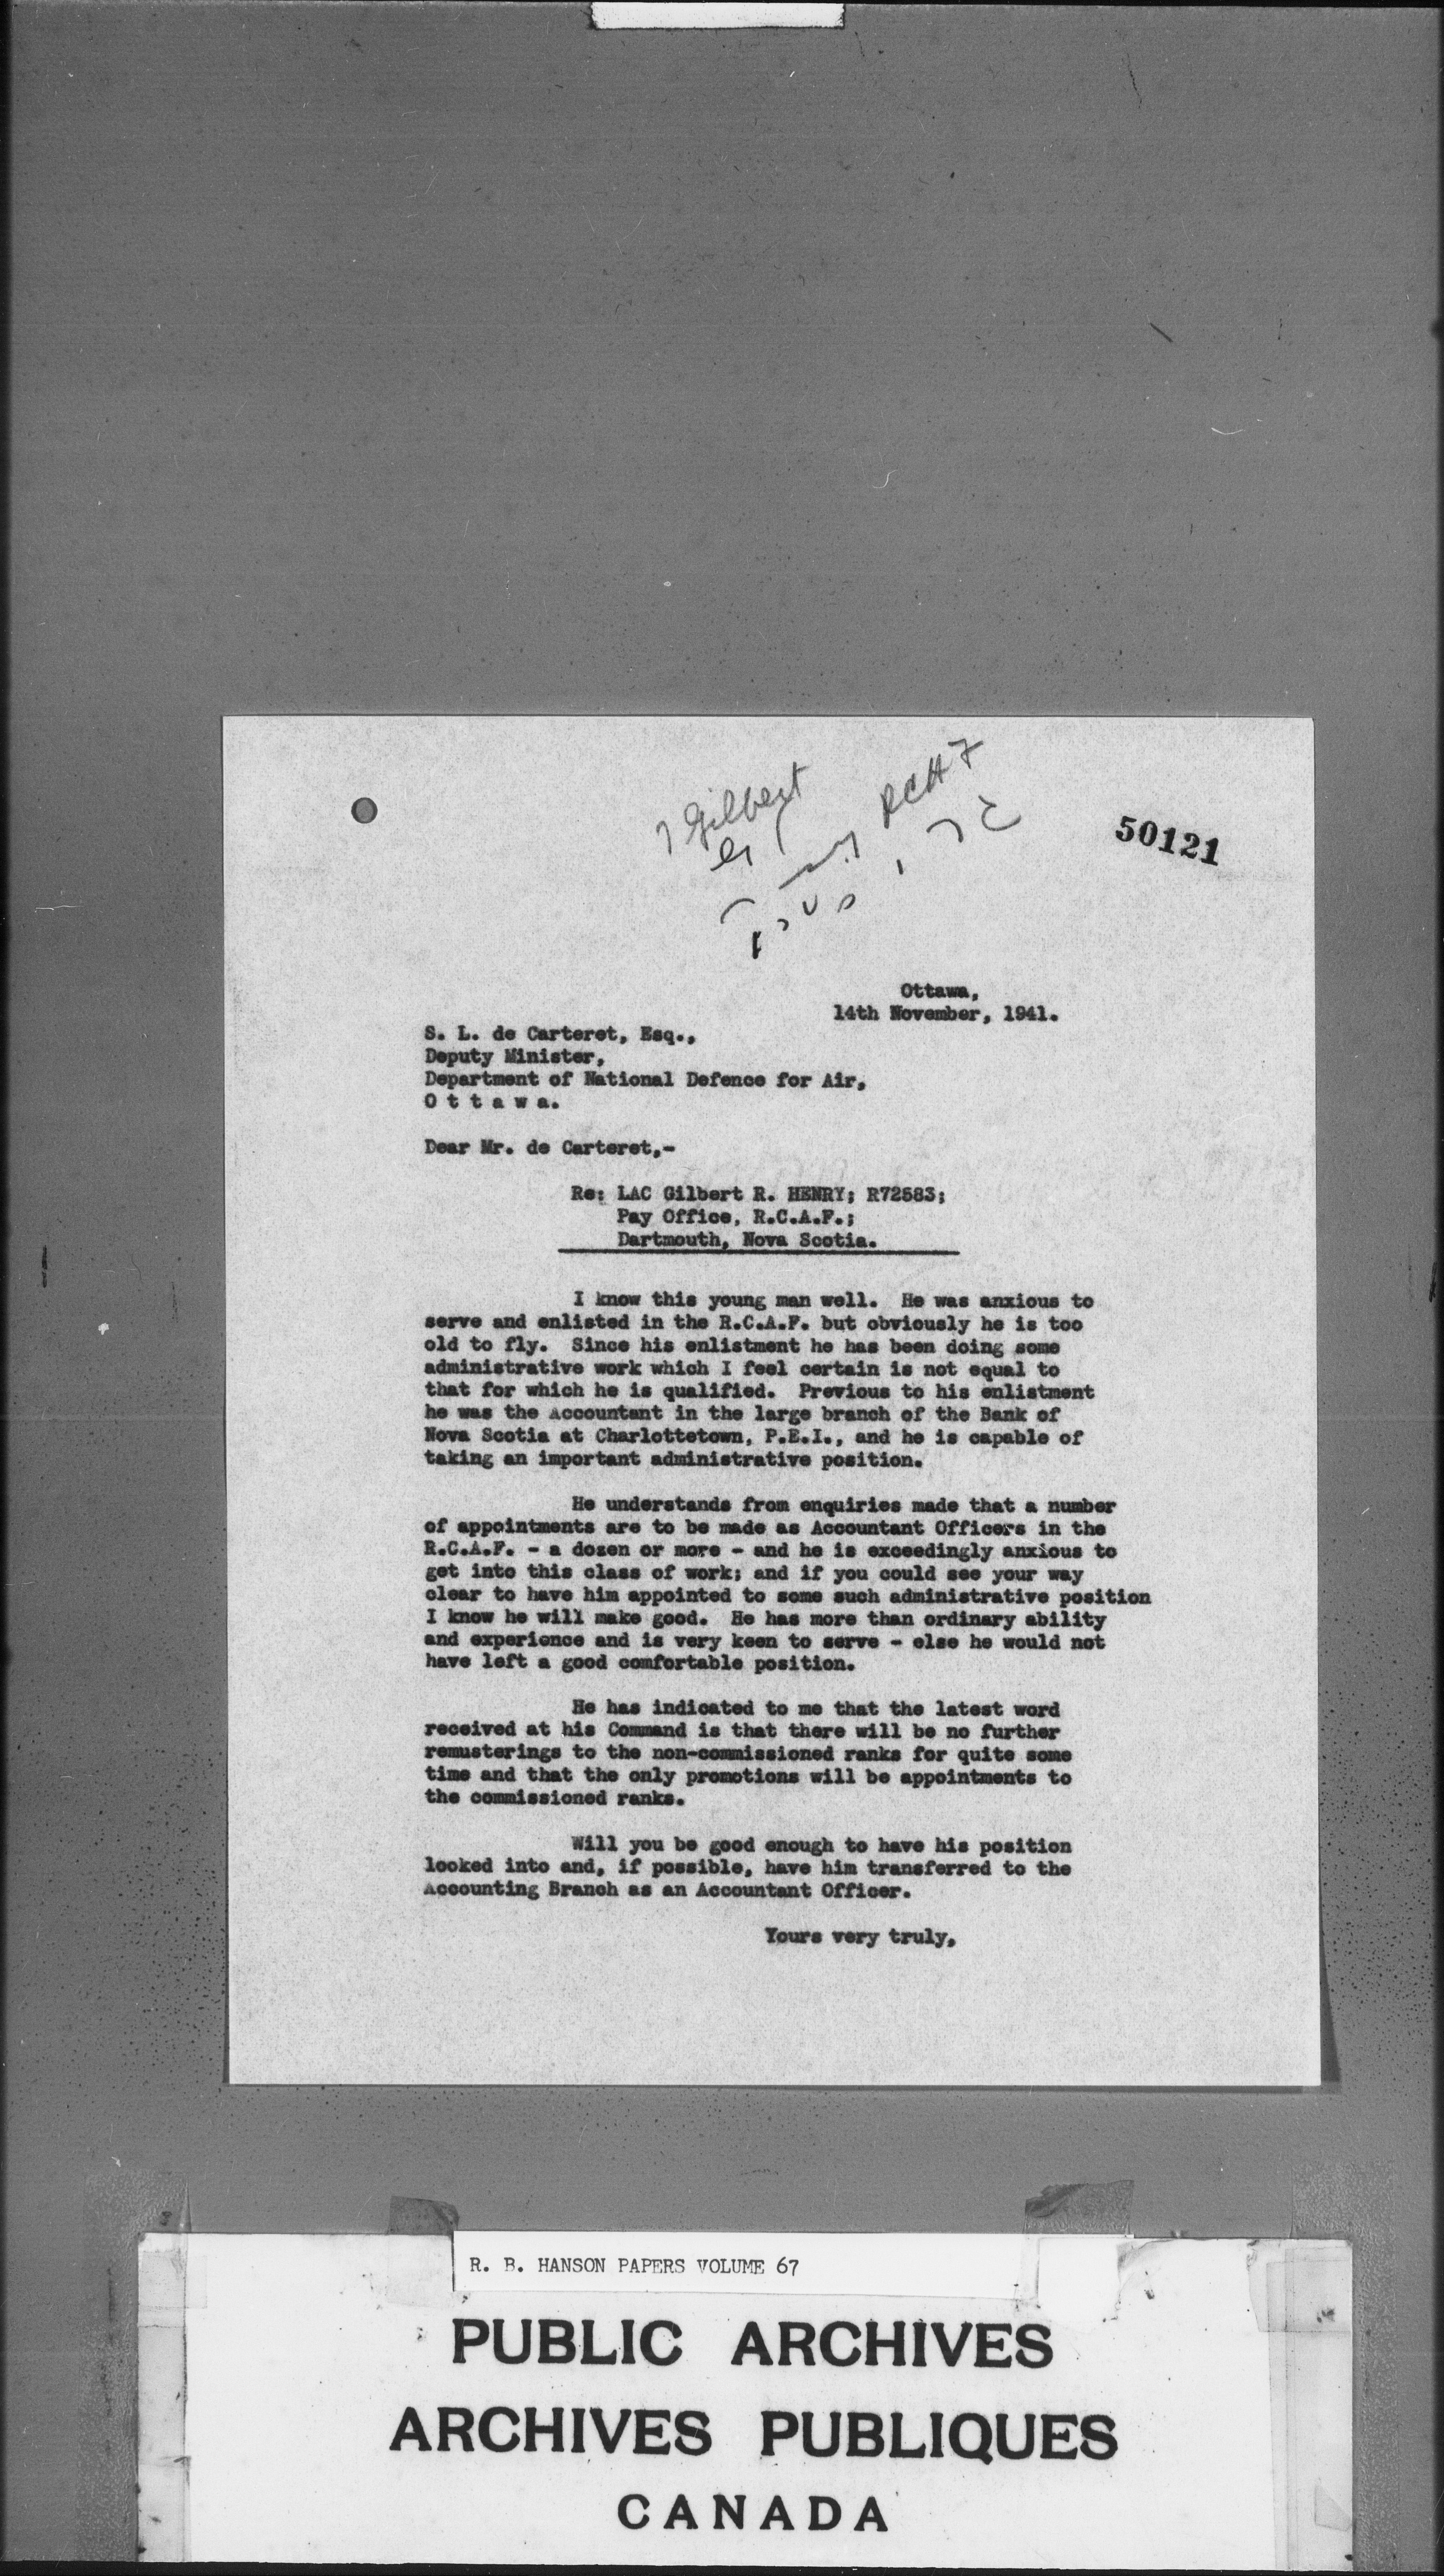 Gilbert
50121
Ottawa,
14th November, 1941.
S. L. de Carteret, Esq.,
Deputy Minister,
Department of National Defence for Air,
O t t a w a.
Dear Mr. de Carteret,-
Re: LAC Gilbert R. HENRY; R72583;
Pay Office, R.C.A.F.;
Dartmouth, Nova Scotia.
I know this young man well. He was anxious to
serve and enlisted in the R.C.A.F. but obviously he is too
old to fly. Since his enlistment he has been doing some
administrative work which I feel certain is not equal to
that for which he is qualified. Previous to his enlistment
he was the Accountant in the large branch of the Bank of
Nova Scotia at Charlottetown, P.E.I., and he is capable of
taking an important administrative position.
He understands from enquiries made that a number
of appointments are to be made as Accountant Officers in the
R.C.A.F. - a dozen or more - and he is exceedingly anxious to
get into this class of work; and if you could see your way
clear to have him appointed to some such administrative position
I know he will make good. He has more than ordinary ability
and experience and is very keen to serve - else he would not
have left a good comfortable position.
He has indicated to me that the latest word
received at his Command is that there will be no further
remusterings to the non-commissioned ranks for quite some
time and that the only promotions will be appointments to
the commissioned ranks.
Will you be good enough to have his position
looked into and, if possible, have him transferred to the
Accounting Branch as an Accountant Officer.
Yours very truly,
R. B. HANSON PAPERS VOLUME 67
PUBLIC ARCHIVES
ARCHIVES PUBLIQUES
CANADA